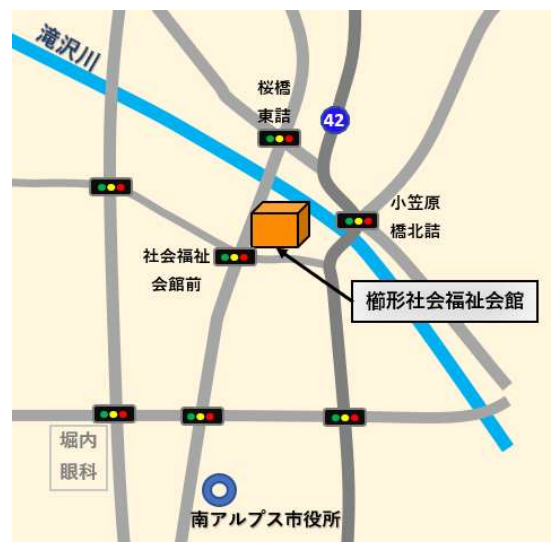 滝沢川
桜橋
東詰
42
小笠原
橋北詰
社会福祉
会館前
櫛形社会福祉会館
堀内
眼科
南アルプス市役所